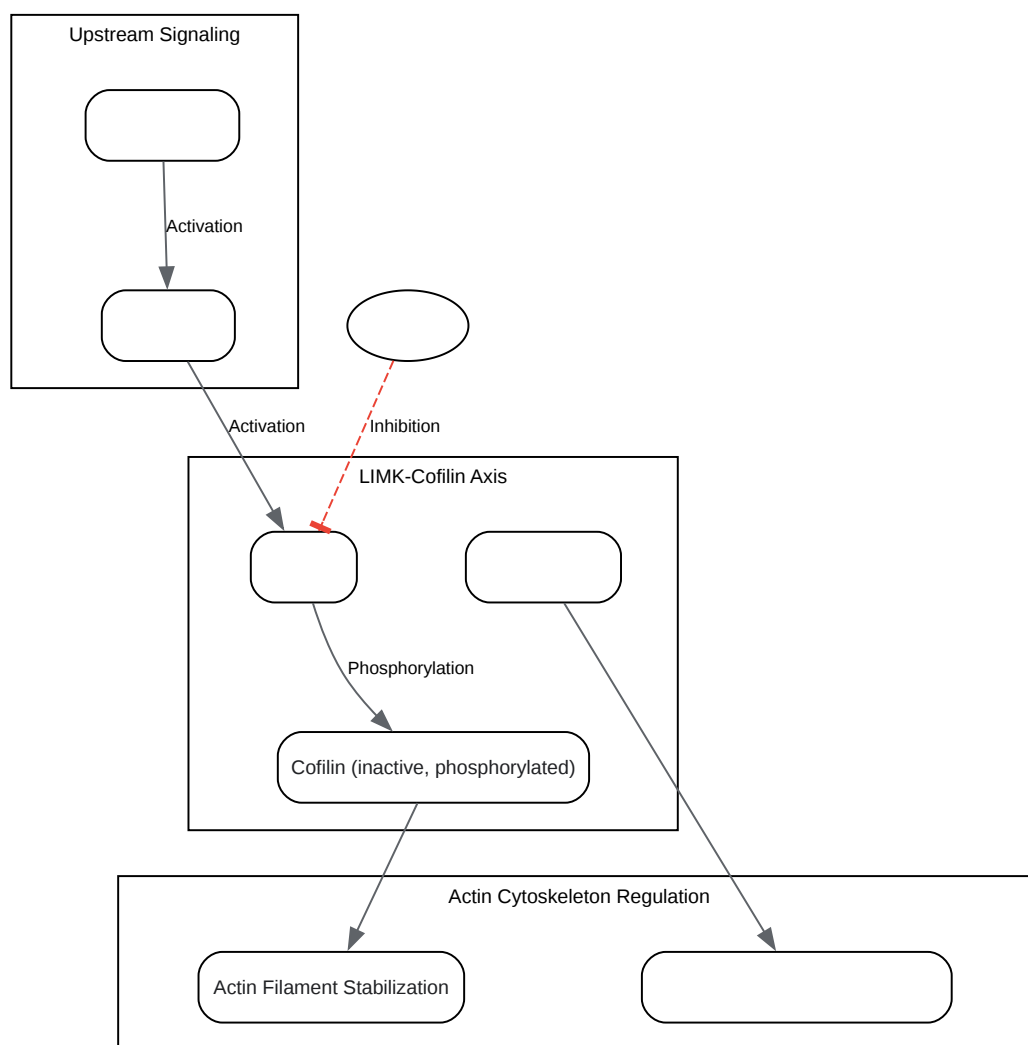 Upstream Signaling
Activation
Activation
Inhibition
LIMK-Cofilin Axis
Phosphorylation
Cofilin (inactive, phosphorylated)
Actin Cytoskeleton Regulation
Actin Filament Stabilization